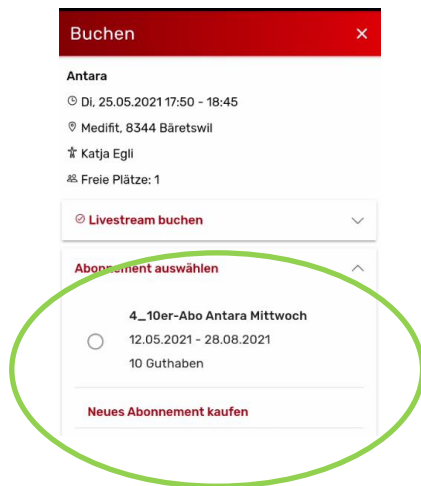 Buchen
Antara
Di, 25.05.2021 17:50 - 18:45
Medifit, 8344 Bäretswil
Katja Egli
Freie Plätze: 1
Livestream buchen
Abonnement auswählen
4_10er-Abo Antara Mittwoch
12.05.2021 - 28.08.2021
10 Guthaben
Neues Abonnement kaufen